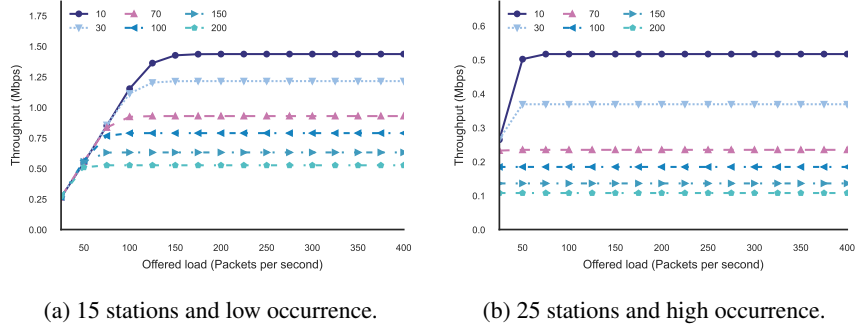 10 70 150
30 100 200
1.75
1.50
1.25
1.00
0.75
0.50
0.25
0.00
Throughput (Mbps)
50 100 150 200 250 300 350 400
Offered load (Packets per second)
(a) 15 stations and low occurrence.
10 70 150
30 100 200
0.6
0.5
0.4
0.3
0.2
0.1
0.0
Throughput (Mbps)
50 100 150 200 250 300 350 400
Offered load (Packets per second)
(b) 25 stations and high occurrence.